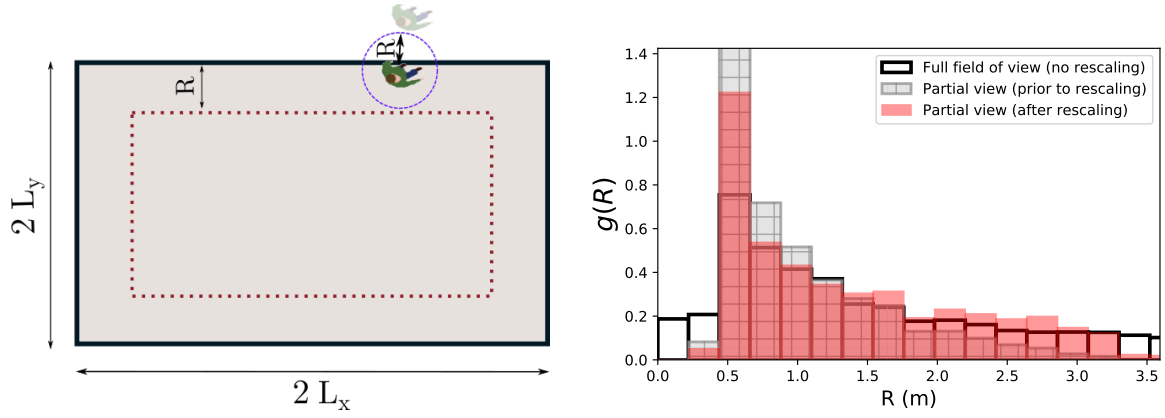 R
R
2 Ly
2 Lx
Full field of view (no rescaling)
Partial view (prior to rescaling)
Partial view (after rescaling)
g(R)
1.4
1.2
1.0
0.8
0.6
0.4
0.2
0.0
0.0 0.5 1.0 1.5 2.0 2.5 3.0 3.5
R (m)